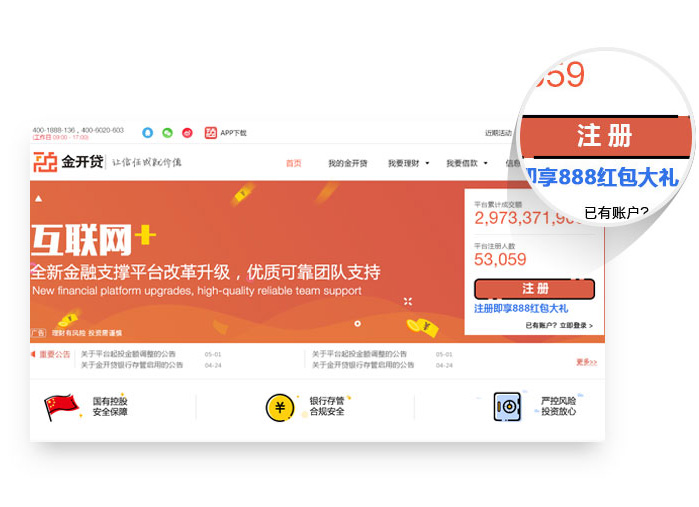 059
注 册
即享888红包大礼
已有账户?
400-1888-136 , 400-6020-603
(工作日 09:00 - 17:00)
APP下载
近期活动
金开贷
让信任成就价值
首页
我的金开贷
我要理财
我要借款
信息
互联网+
全新金融支撑平台改革升级,优质可靠团队支持
New financial platform upgrades, high-quality reliable team support
广告
理财有风险 投资需谨慎
平台累计成交额
2,973,371,9
平台注册人数
53,059
注 册
注册即享888红包大礼
已有账户? 立即登录 >
重要公告
关于平台起投金额调整的公告
05-01
关于金开贷银行存管启用的公告
04-24
关于平台起投金额调整的公告
05-01
关于金开贷银行存管启用的公告
04-24
更多>>
国有控股
安全保障
银行存管
合规安全
严控风险
投资放心